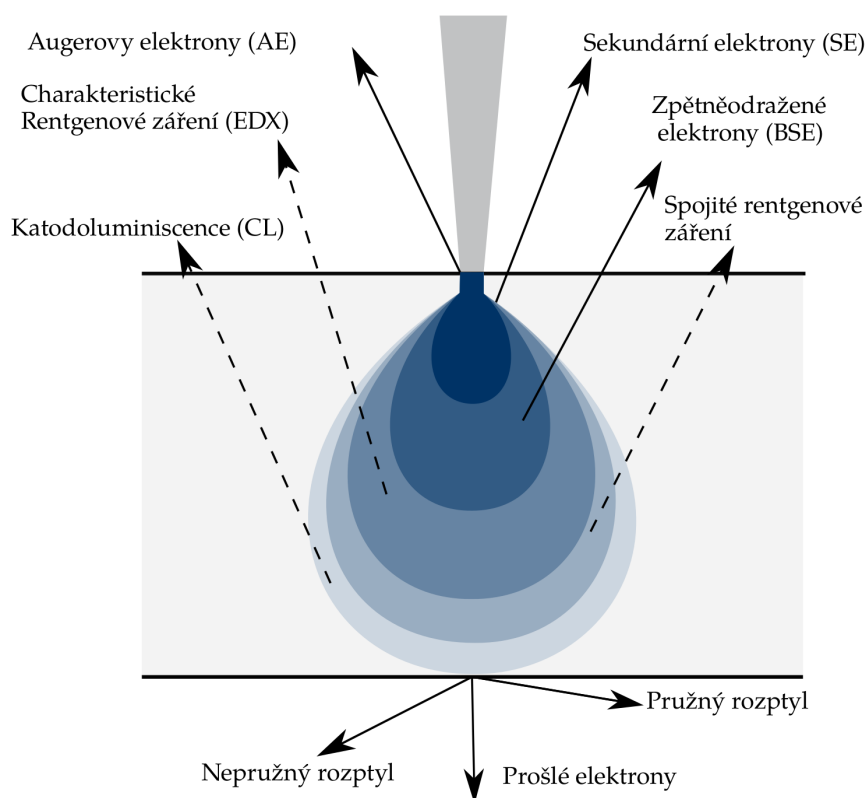 Augerovy elektrony (AE)
Sekundární elektrony (SE)
Charakteristické
Rentgenové záření (EDX)
Zpětněodražené
elektrony (BSE)
Katodoluminiscence (CL)
Spojité rentgenové
záření
Pružný rozptyl
Nepružný rozptyl
Prošlé elektrony